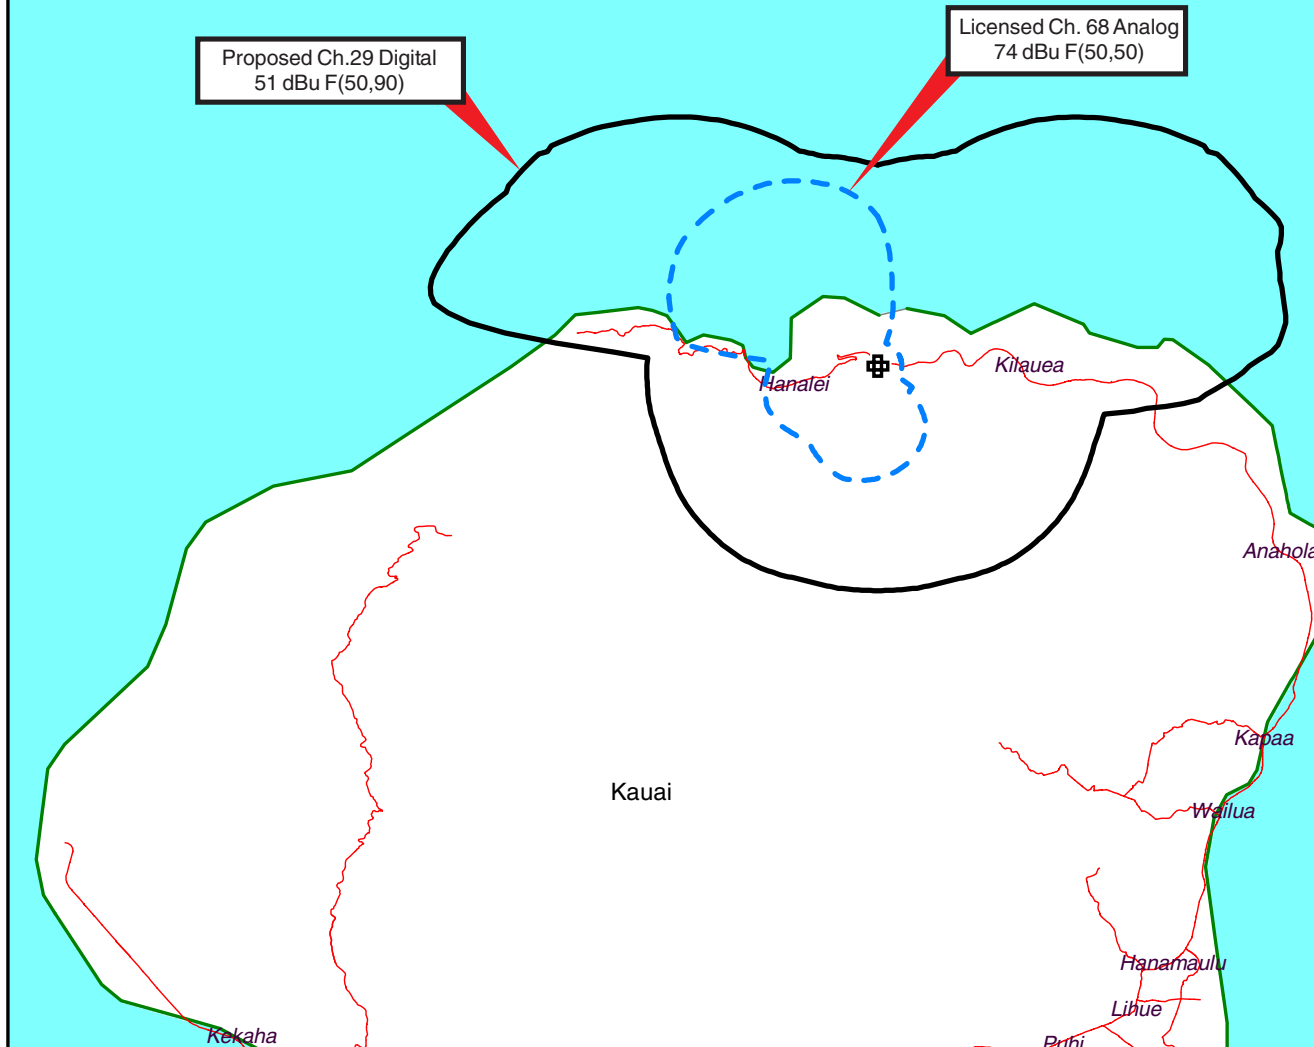 Licensed Ch. 68 Analog
74 dBu F(50,50)
Proposed Ch.29 Digital
51 dBu F(50,90)
Hanalei
Kilauea
Anahola
Kapaa
Kauai
Wailua
Hanamaulu
Lihue
Kekaha
Puhi